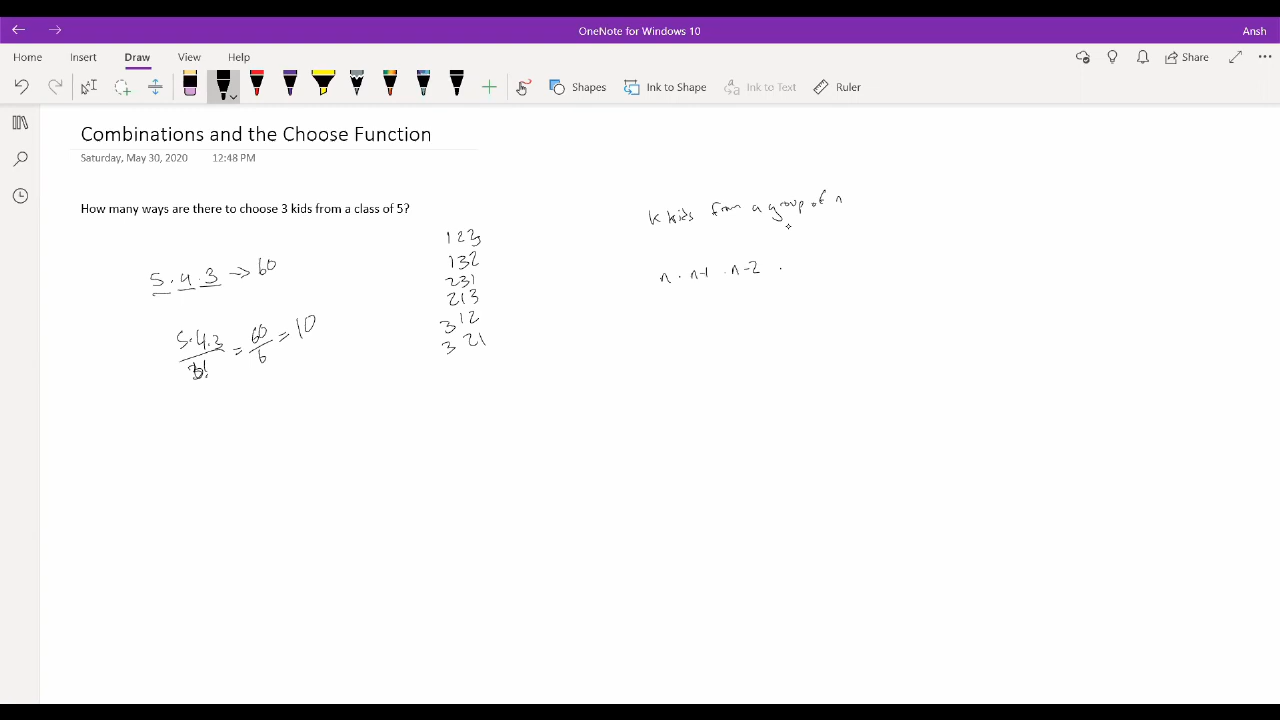 OneNote for Windows 10
Ansh
Home Insert Draw View Help
Share
Shapes Ink to Shape Ink to Text Ruler
Combinations and the Choose Function
Saturday, May 30, 2020 12:48 PM
How many ways are there to choose 3 kids from a class of 5?
5 · 4 · 3 → 60
5·4·3/3! = 60/6 = 10
123
132
231
213
312
321
k kids from a group of n
n · n-1 · n-2 ·